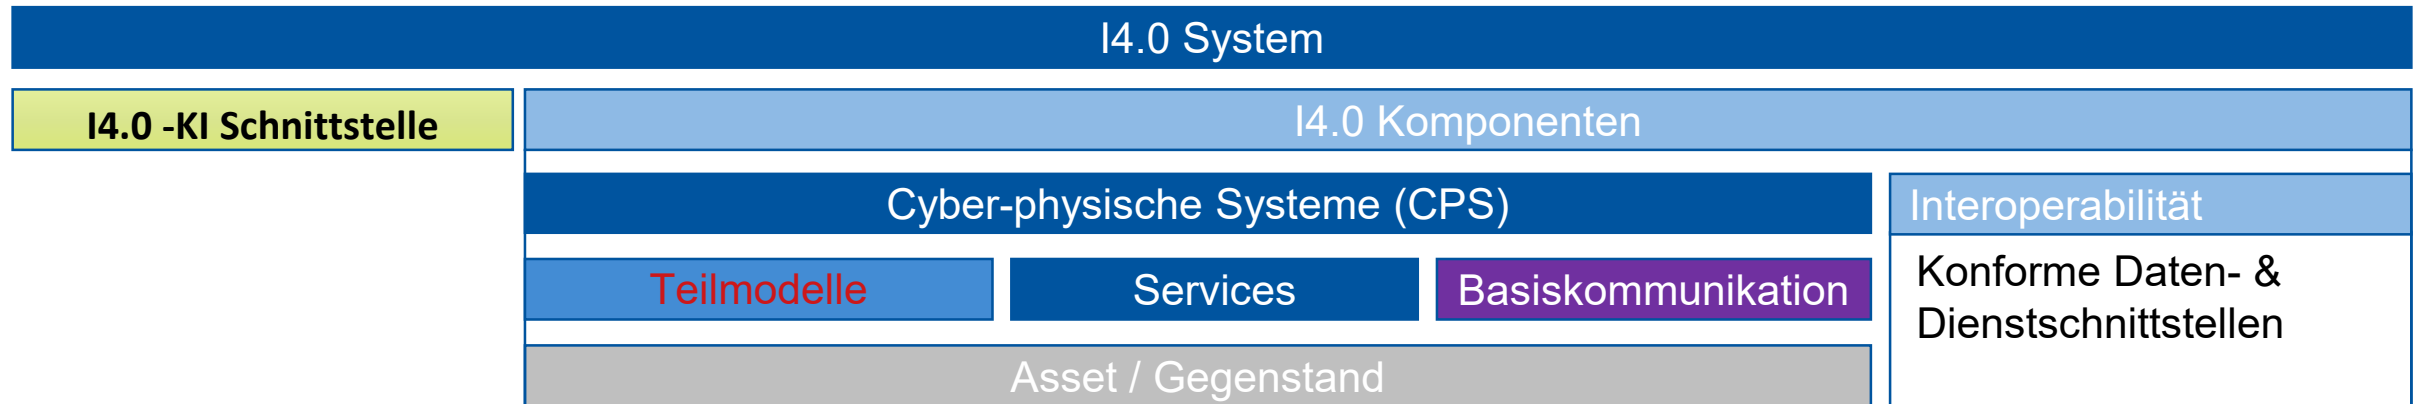 I4.0 System
I4.0 -KI Schnittstelle
I4.0 Komponenten
Cyber-physische Systeme (CPS)
Interoperabilität
Teilmodelle
Services
Basiskommunikation
Konforme Daten- &
Dienstschnittstellen
Asset / Gegenstand